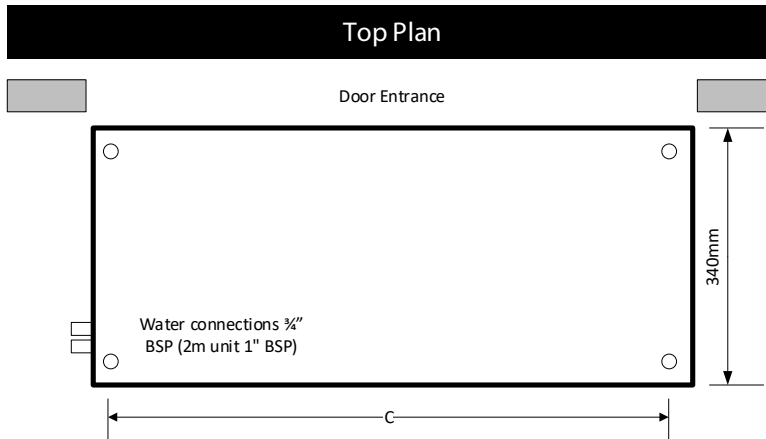 Top Plan
Door Entrance
340mm
Water connections ¾”
BSP (2m unit 1" BSP)
C